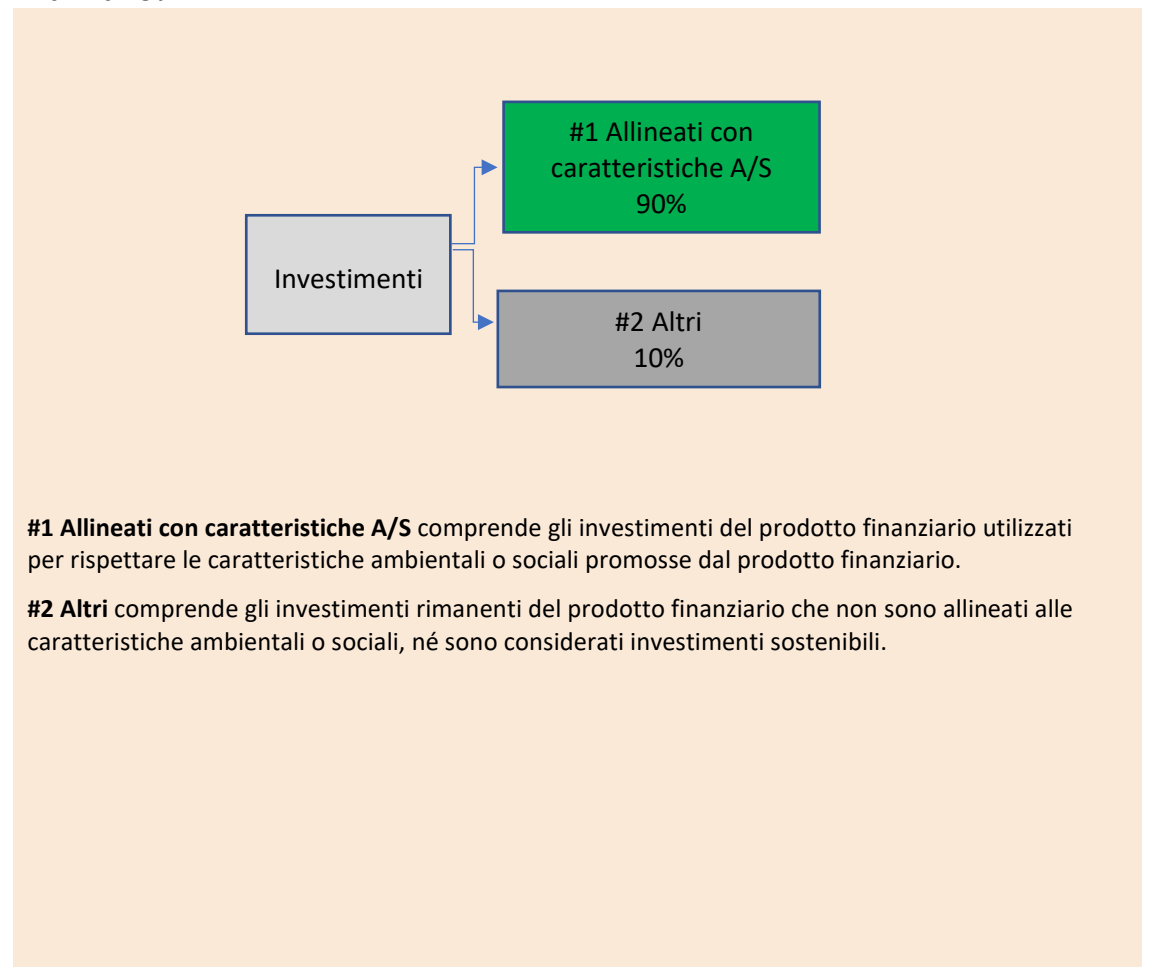 #1 Allineati con
caratteristiche A/S
90%
Investimenti
#2 Altri
10%
#1 Allineati con caratteristiche A/S comprende gli investimenti del prodotto finanziario utilizzati
per rispettare le caratteristiche ambientali o sociali promosse dal prodotto finanziario.
#2 Altri comprende gli investimenti rimanenti del prodotto finanziario che non sono allineati alle
caratteristiche ambientali o sociali, né sono considerati investimenti sostenibili.